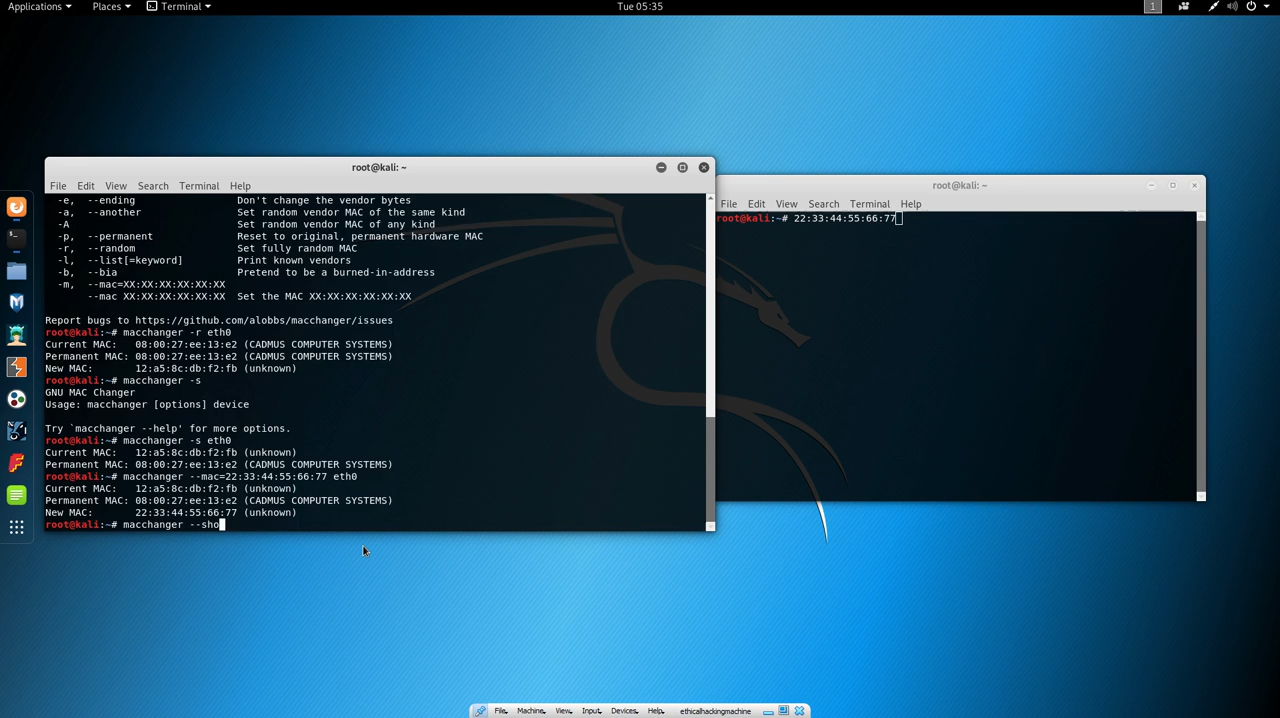 Applications Places Terminal Tue 05:35 1
root@kali: ~
File Edit View Search Terminal Help
-e, --ending Don't change the vendor bytes
-a, --another Set random vendor MAC of the same kind
-A Set random vendor MAC of any kind
-p, --permanent Reset to original, permanent hardware MAC
-r, --random Set fully random MAC
-l, --list[=keyword] Print known vendors
-b, --bia Pretend to be a burned-in-address
-m, --mac=XX:XX:XX:XX:XX:XX
--mac XX:XX:XX:XX:XX:XX Set the MAC XX:XX:XX:XX:XX:XX
Report bugs to https://github.com/alobbs/macchanger/issues
root@kali:~# macchanger -r eth0
Current MAC: 08:00:27:ee:13:e2 (CADMUS COMPUTER SYSTEMS)
Permanent MAC: 08:00:27:ee:13:e2 (CADMUS COMPUTER SYSTEMS)
New MAC: 12:a5:8c:db:f2:fb (unknown)
root@kali:~# macchanger -s
GNU MAC Changer
Usage: macchanger [options] device
Try `macchanger --help' for more options.
root@kali:~# macchanger -s eth0
Current MAC: 12:a5:8c:db:f2:fb (unknown)
Permanent MAC: 08:00:27:ee:13:e2 (CADMUS COMPUTER SYSTEMS)
root@kali:~# macchanger --mac=22:33:44:55:66:77 eth0
Current MAC: 12:a5:8c:db:f2:fb (unknown)
Permanent MAC: 08:00:27:ee:13:e2 (CADMUS COMPUTER SYSTEMS)
New MAC: 22:33:44:55:66:77 (unknown)
root@kali:~# macchanger --sho
root@kali: ~
File Edit View Search Terminal Help
root@kali:~# 22:33:44:55:66:77
File Machine View Input Devices Help ethicalhackingmachine